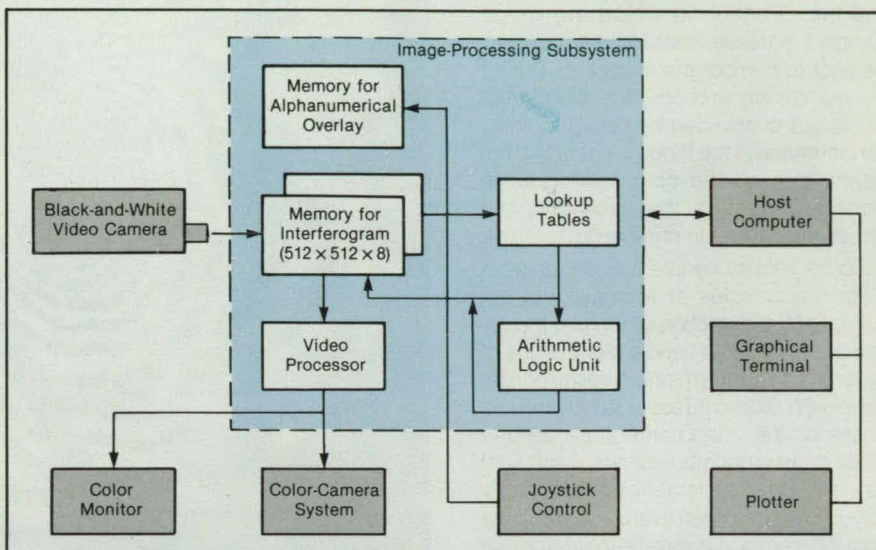 Image-Processing Subsystem
Memory for
Alphanumerical
Overlay
Black-and-White
Video Camera
Memory for
Interferogram
(512 × 512 × 8)
Lookup
Tables
Host
Computer
Video
Processor
Arithmetic
Logic Unit
Graphical
Terminal
Color
Monitor
Color-Camera
System
Joystick
Control
Plotter